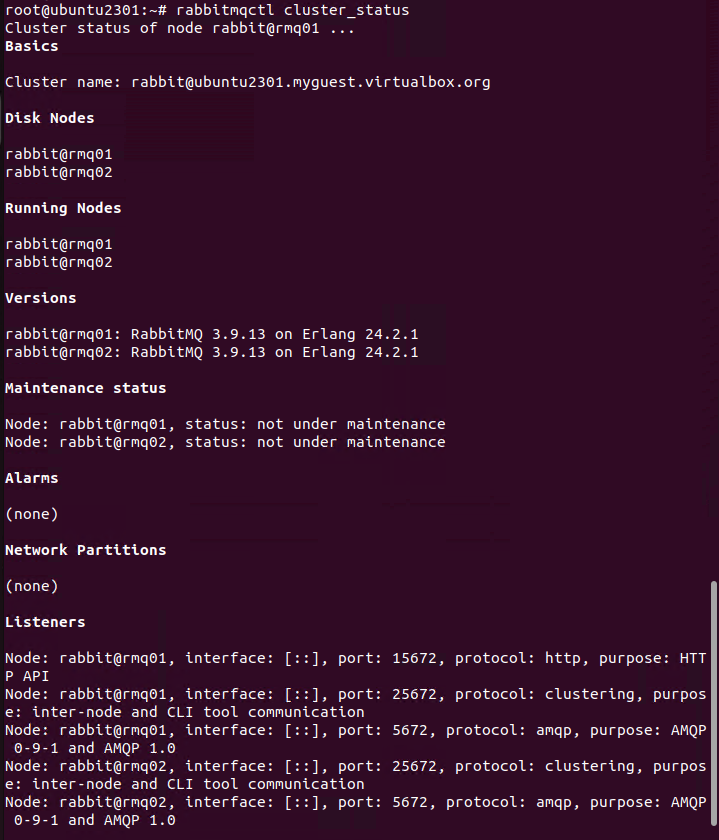 root@ubuntu2301:~# rabbitmqctl cluster_status
Cluster status of node rabbit@rmq01 ...
Basics
Cluster name: rabbit@ubuntu2301.myguest.virtualbox.org
Disk Nodes
rabbit@rmq01
rabbit@rmq02
Running Nodes
rabbit@rmq01
rabbit@rmq02
Versions
rabbit@rmq01: RabbitMQ 3.9.13 on Erlang 24.2.1
rabbit@rmq02: RabbitMQ 3.9.13 on Erlang 24.2.1
Maintenance status
Node: rabbit@rmq01, status: not under maintenance
Node: rabbit@rmq02, status: not under maintenance
Alarms
(none)
Network Partitions
(none)
Listeners
Node: rabbit@rmq01, interface: [::], port: 15672, protocol: http, purpose: HTT
P API
Node: rabbit@rmq01, interface: [::], port: 25672, protocol: clustering, purpos
e: inter-node and CLI tool communication
Node: rabbit@rmq01, interface: [::], port: 5672, protocol: amqp, purpose: AMQP
 0-9-1 and AMQP 1.0
Node: rabbit@rmq02, interface: [::], port: 25672, protocol: clustering, purpos
e: inter-node and CLI tool communication
Node: rabbit@rmq02, interface: [::], port: 5672, protocol: amqp, purpose: AMQP
 0-9-1 and AMQP 1.0